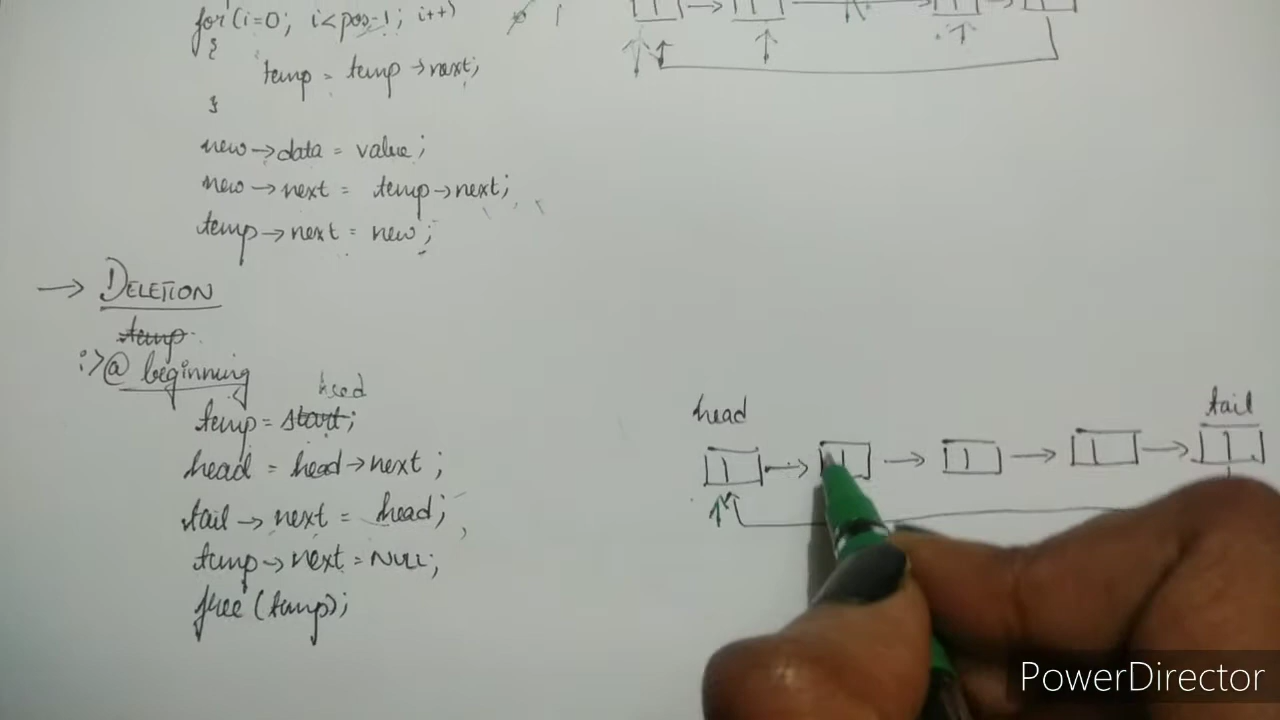 for(i=0; i<pos-1; i++)
{
temp = temp→next;
}
new→data = value;
new→next = temp→next;
temp→next = new;
→ DELETION
temp
:>@ beginning
head
temp = start;
head = head→next;
tail→next = head;
temp→next = NULL;
free(temp);
head
tail
PowerDirector